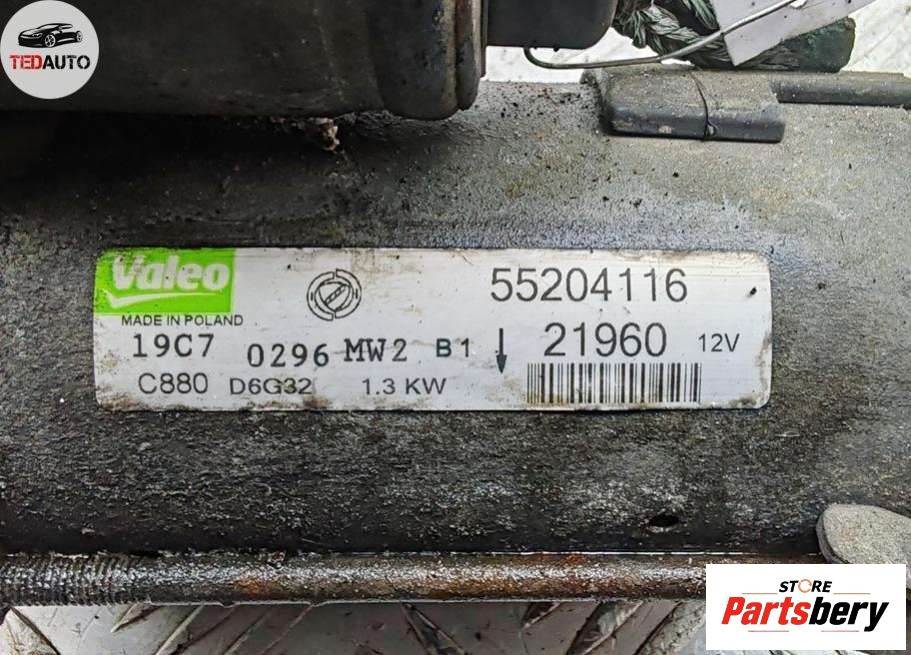 TEDAUTO
Valeo
55204116
MADE IN POLAND
19C7 0296 MW2 B1 21960 12V
C880 D6G32 1.3 KW
STORE
Partsbery